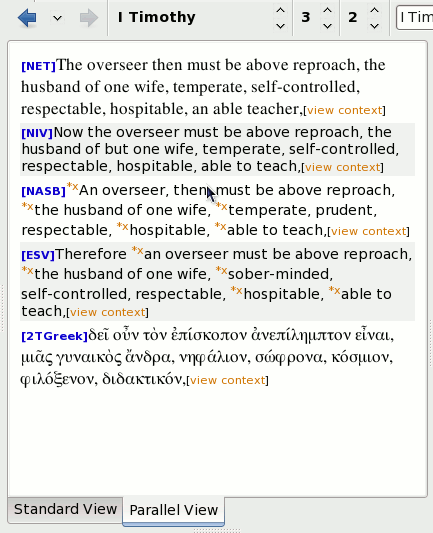 I Timothy 3 2 I Tim
[NET]The overseer then must be above reproach, the
husband of one wife, temperate, self-controlled,
respectable, hospitable, an able teacher,[view context]
[NIV]Now the overseer must be above reproach, the
husband of but one wife, temperate, self-controlled,
respectable, hospitable, able to teach,[view context]
[NASB]*xAn overseer, then, must be above reproach,
*xthe husband of one wife, *xtemperate, prudent,
respectable, *xhospitable, *xable to teach,[view context]
[ESV]Therefore *xan overseer must be above reproach,
*xthe husband of one wife, *xsober-minded,
self-controlled, respectable, *xhospitable, *xable to
teach,[view context]
[2TGreek]δεῖ οὖν τὸν ἐπίσκοπον ἀνεπίλημπτον εἶναι,
μιᾶς γυναικὸς ἄνδρα, νηφάλιον, σώφρονα, κόσμιον,
φιλόξενον, διδακτικόν,[view context]
Standard View Parallel View